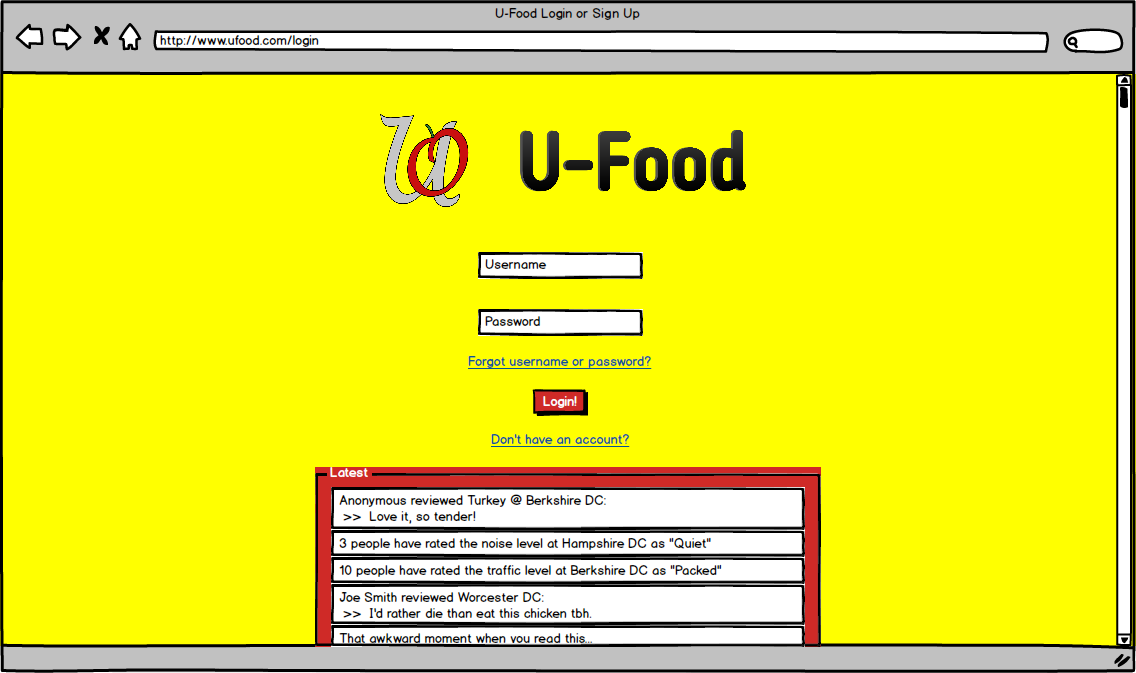 U-Food Login or Sign Up
http://www.ufood.com/login
U-Food
Username
Password
Forgot username or password?
Login!
Don't have an account?
Latest
Anonymous reviewed Turkey @ Berkshire DC:
>> Love it, so tender!
3 people have rated the noise level at Hampshire DC as "Quiet"
10 people have rated the traffic level at Berkshire DC as "Packed"
Joe Smith reviewed Worcester DC:
>> I'd rather die than eat this chicken tbh.
That awkward moment when you read this...